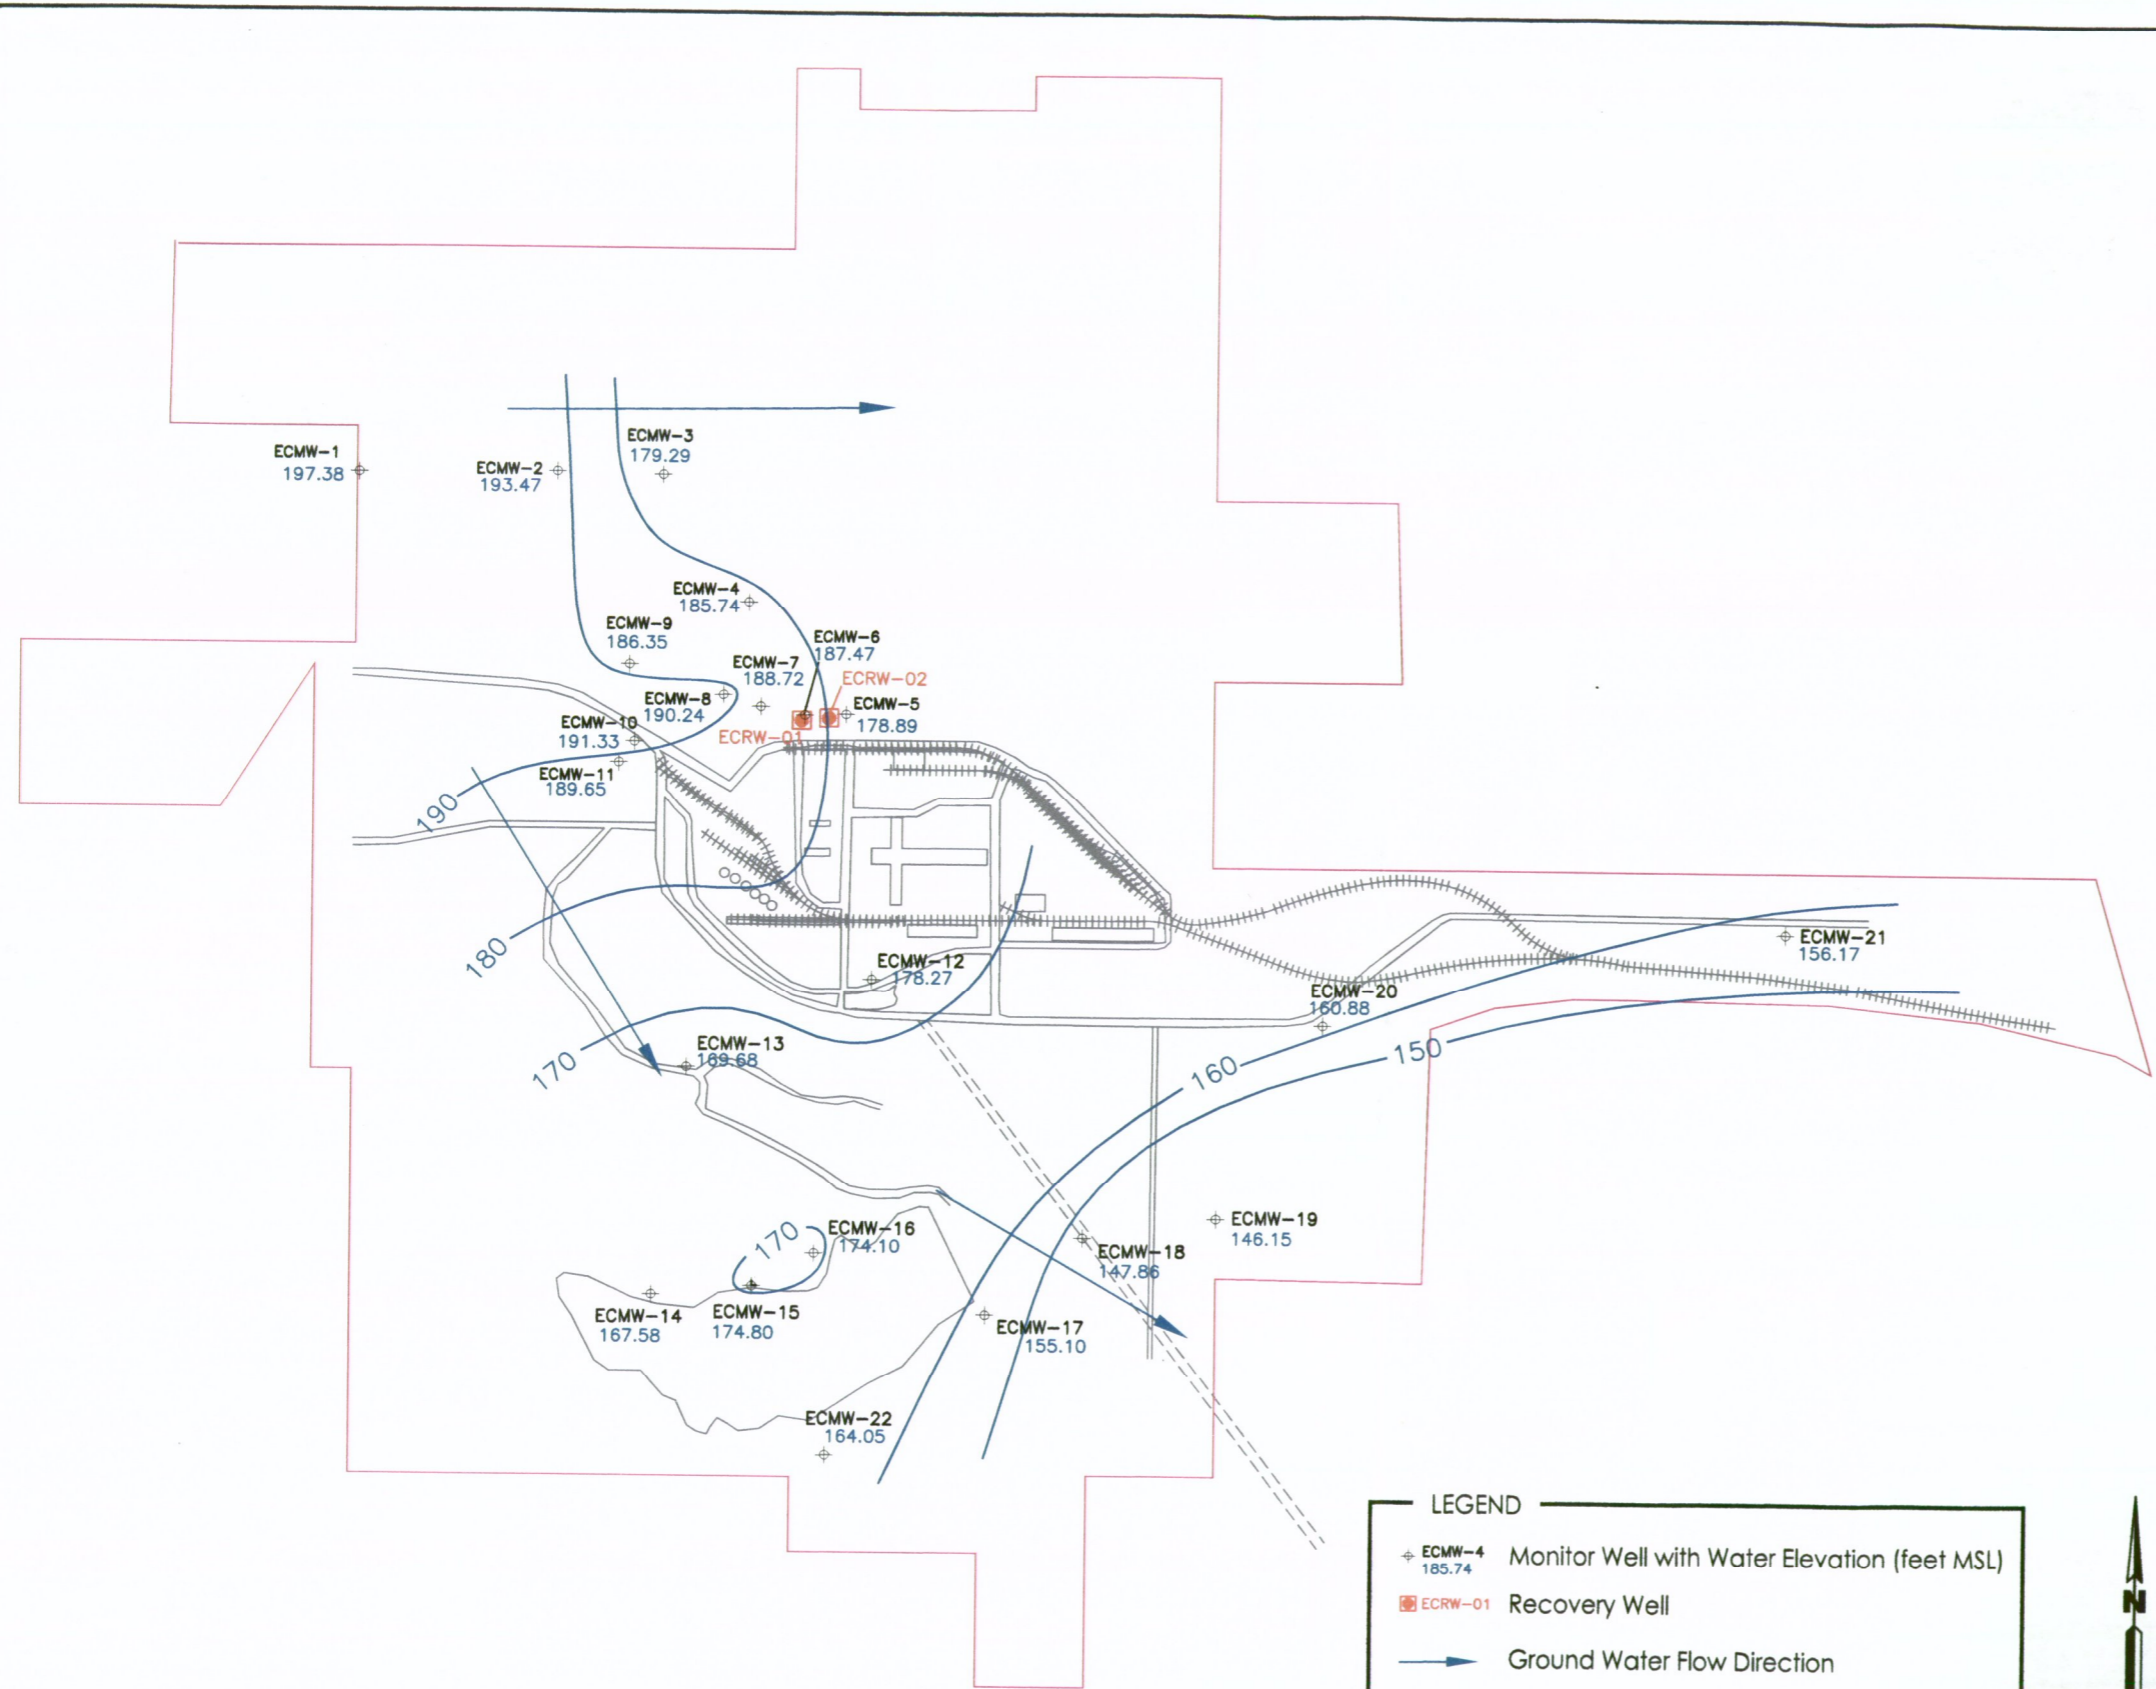 ECMW-1
197.38
ECMW-2
193.47
ECMW-3
179.29
ECMW-4
185.74
ECMW-9
186.35
ECMW-6
187.47
ECMW-7
188.72
ECRW-02
ECMW-8
190.24
ECMW-5
178.89
ECRW-01
ECMW-10
191.33
ECMW-11
189.65
190
180
ECMW-12
178.27
ECMW-21
156.17
ECMW-20
160.88
170
ECMW-13
169.68
160
150
170
ECMW-16
174.10
ECMW-19
146.15
ECMW-18
147.86
ECMW-14
167.58
ECMW-15
174.80
ECMW-17
155.10
ECMW-22
164.05
LEGEND
ECMW-4
185.74
Monitor Well with Water Elevation (feet MSL)
ECRW-01 Recovery Well
Ground Water Flow Direction
N